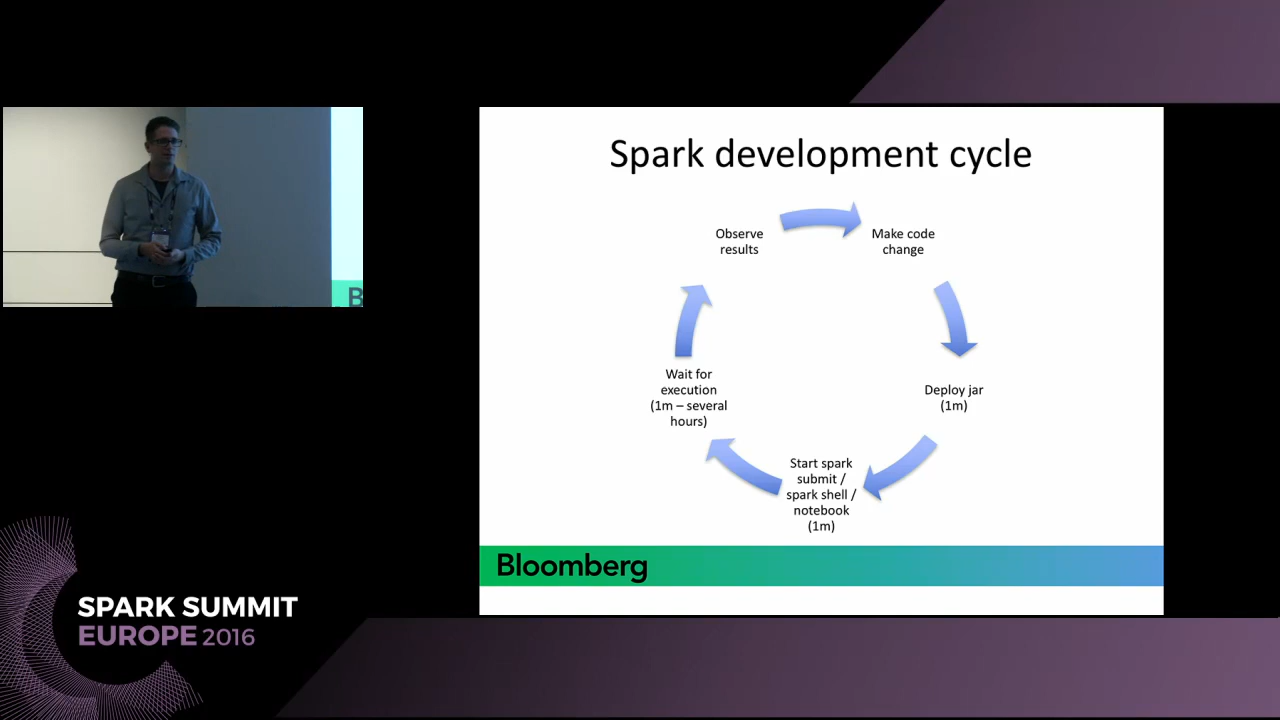 Spark development cycle
Observe
results
Make code
change
Wait for
execution
(1m – several
hours)
Deploy jar
(1m)
Start spark
submit /
spark shell /
notebook
(1m)
Bloomberg
B
SPARK SUMMIT
EUROPE 2016